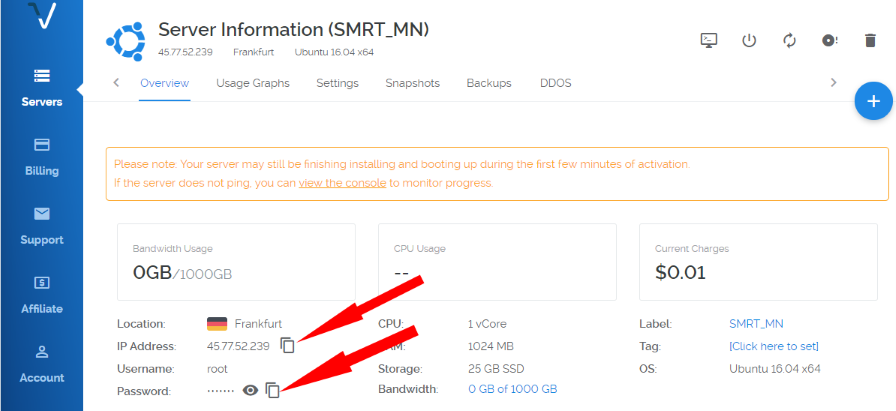 Server Information (SMRT_MN)
45.77.52.239 Frankfurt Ubuntu 16.04 x64
Servers
Billing
Support
Affiliate
Account
Overview Usage Graphs Settings Snapshots Backups DDOS
Please note: Your server may still be finishing installing and booting up during the first few minutes of activation.
If the server does not ping, you can view the console to monitor progress.
Bandwidth Usage
0GB/1000GB
CPU Usage
--
Current Charges
$0.01
Location: Frankfurt
IP Address: 45.77.52.239
Username: root
Password: ·······
CPU: 1 vCore
1024 MB
Storage: 25 GB SSD
Bandwidth: 0 GB of 1000 GB
Label: SMRT_MN
Tag: [Click here to set]
OS: Ubuntu 16.04 x64